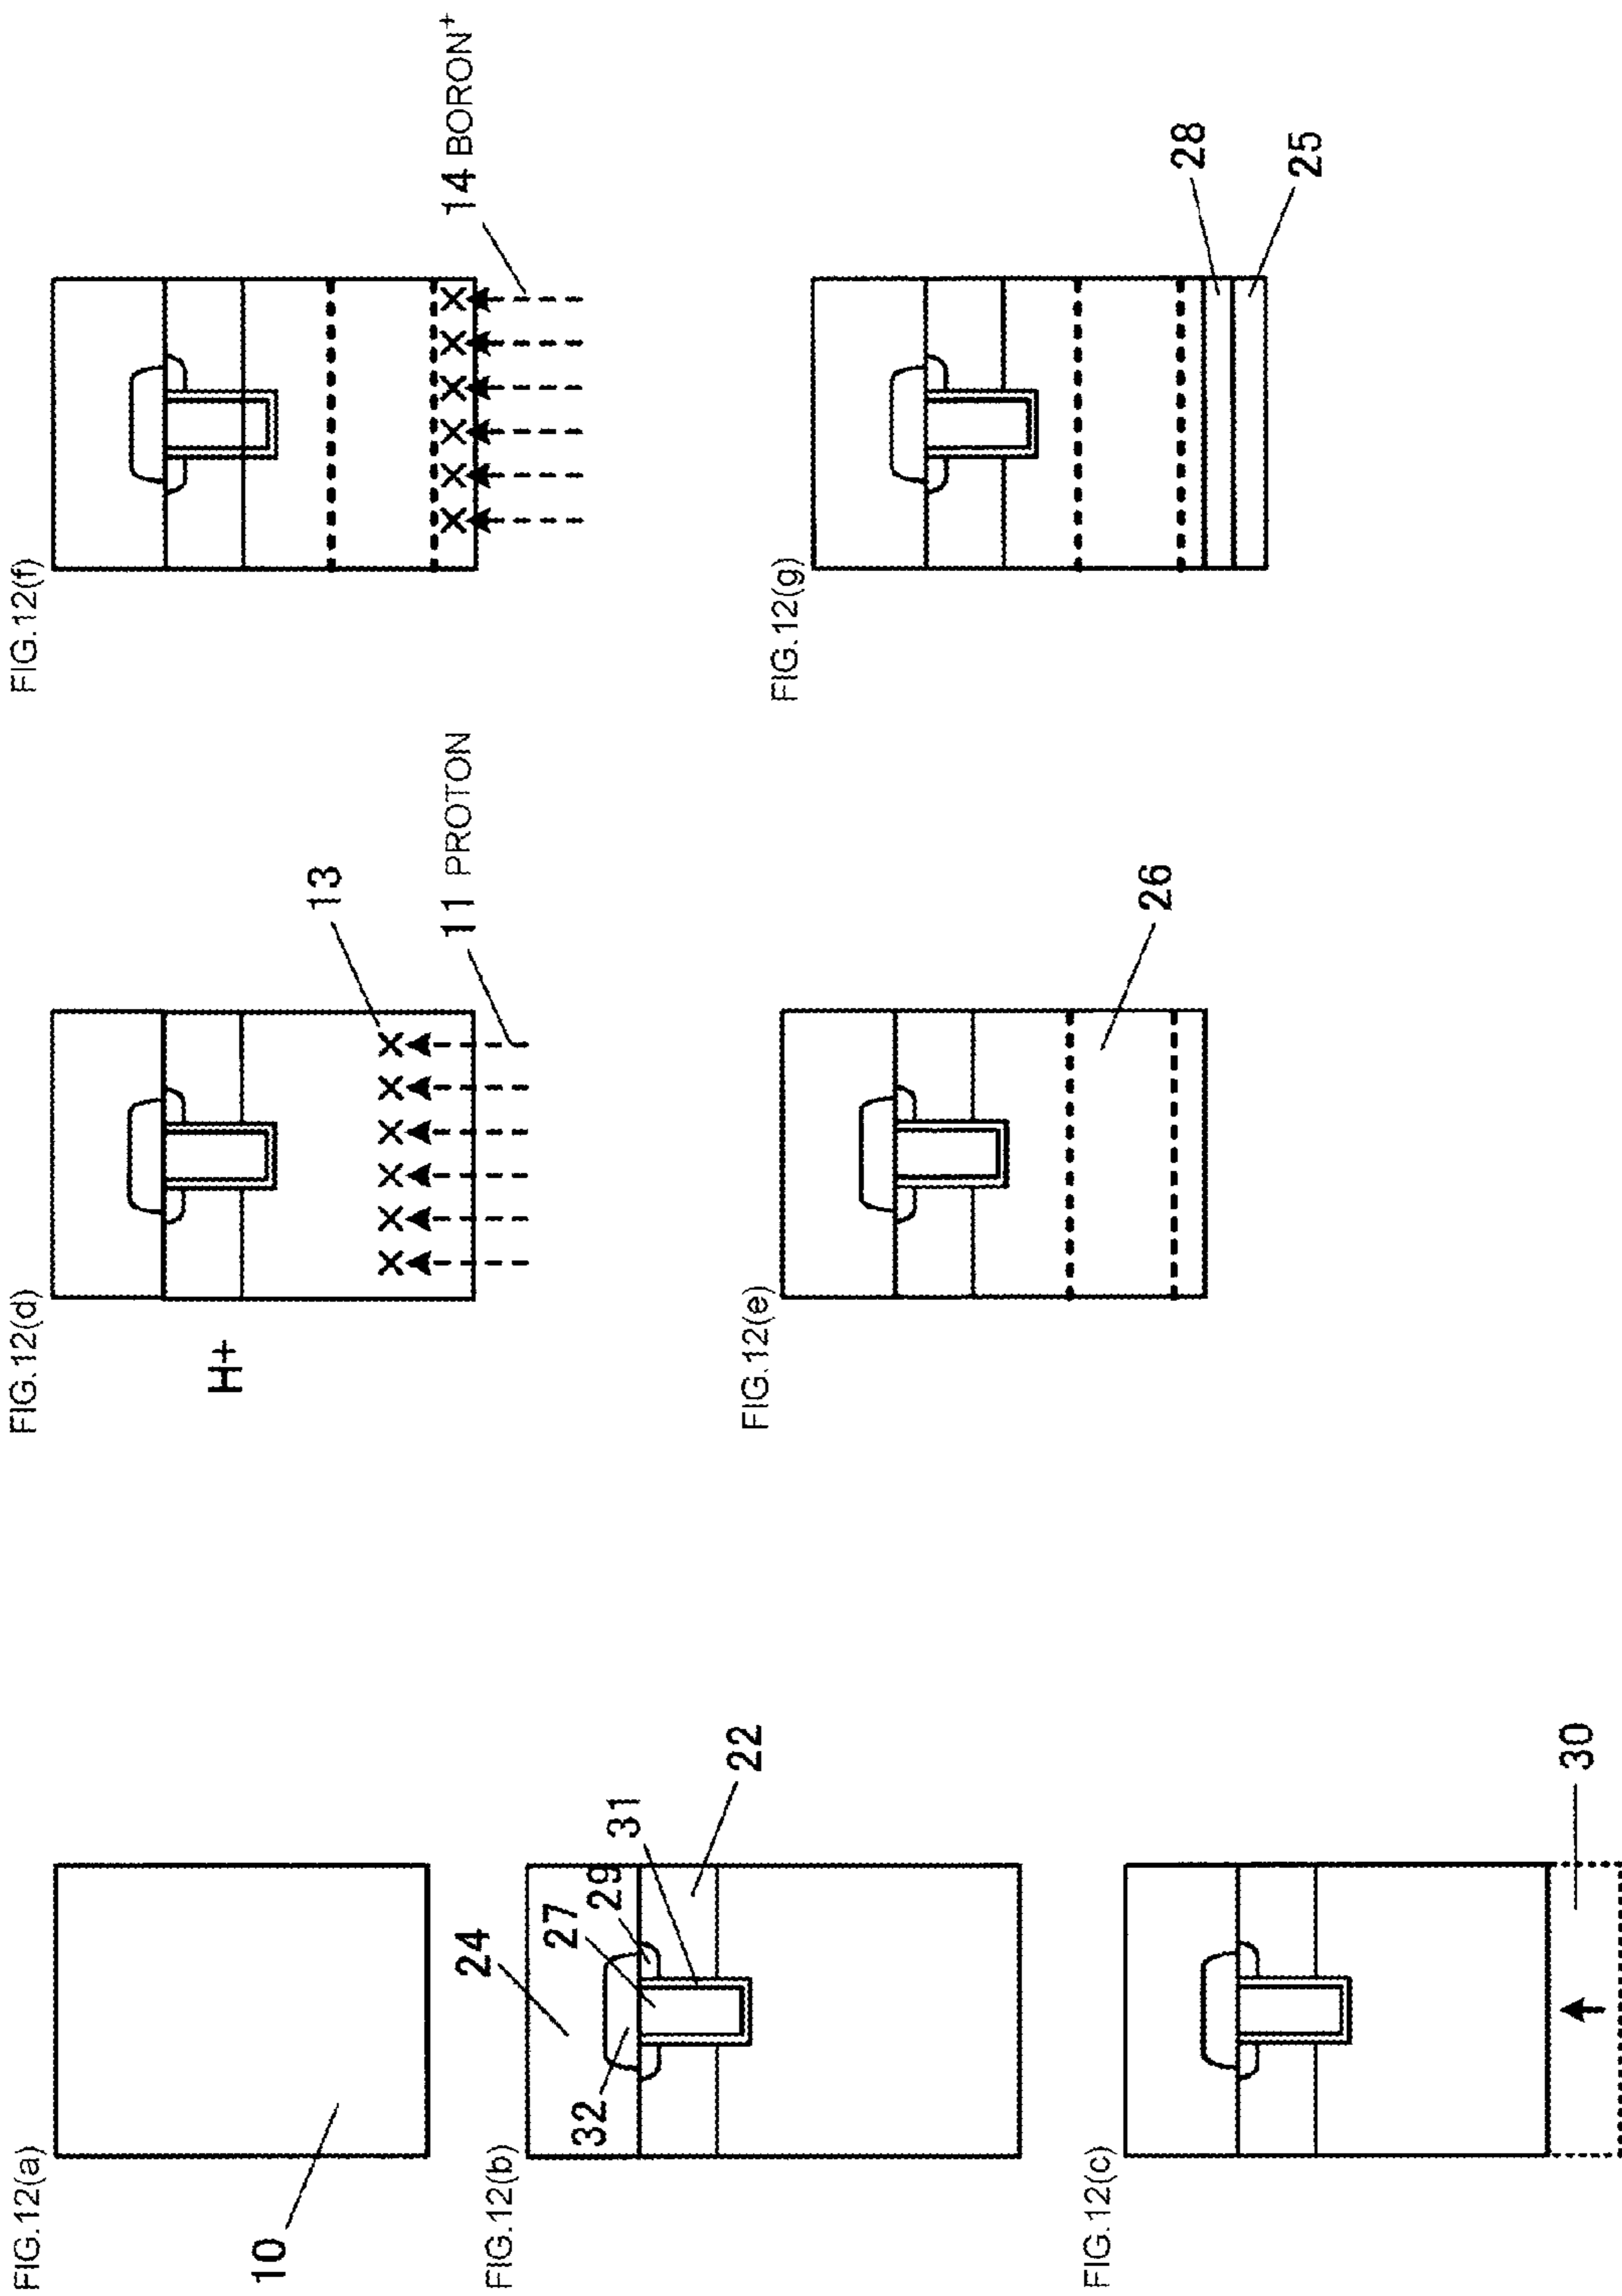 FIG.12(a)
10
FIG.12(b)
24
27
29
31
22
32
FIG.12(c)
30
FIG.12(d)
H+
13
11 PROTON
FIG.12(e)
26
FIG.12(f)
14 BORON+
FIG.12(g)
28
25